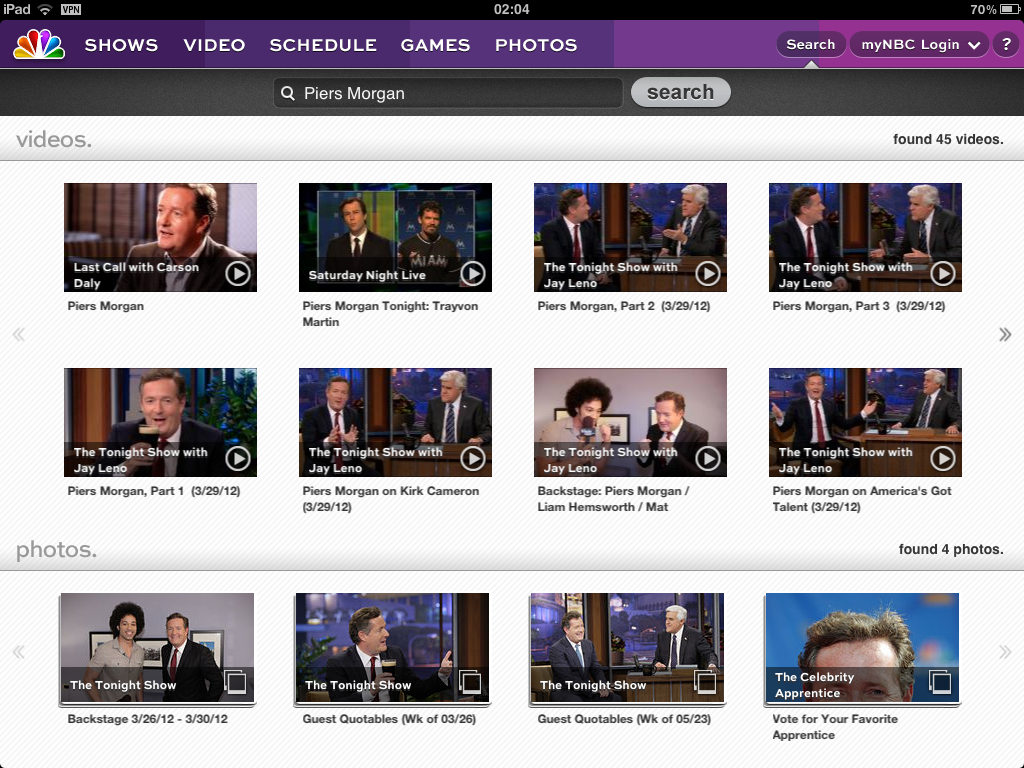 iPad VPN 02:04 70%
SHOWS VIDEO SCHEDULE GAMES PHOTOS Search myNBC Login ?
Piers Morgan search
videos. found 45 videos.
Last Call with Carson
Daly
Piers Morgan
Saturday Night Live
MIAMI
Piers Morgan Tonight: Trayvon
Martin
The Tonight Show with
Jay Leno
Piers Morgan, Part 2 (3/29/12)
The Tonight Show with
Jay Leno
Piers Morgan, Part 3 (3/29/12)
The Tonight Show with
Jay Leno
Piers Morgan, Part 1 (3/29/12)
The Tonight Show with
Jay Leno
Piers Morgan on Kirk Cameron
(3/29/12)
The Tonight Show with
Jay Leno
Backstage: Piers Morgan /
Liam Hemsworth / Mat
The Tonight Show with
Jay Leno
Piers Morgan on America's Got
Talent (3/29/12)
photos. found 4 photos.
The Tonight Show
Backstage 3/26/12 - 3/30/12
The Tonight Show
Guest Quotables (Wk of 03/26)
The Tonight Show
Guest Quotables (Wk of 05/23)
The Celebrity
Apprentice
Vote for Your Favorite
Apprentice